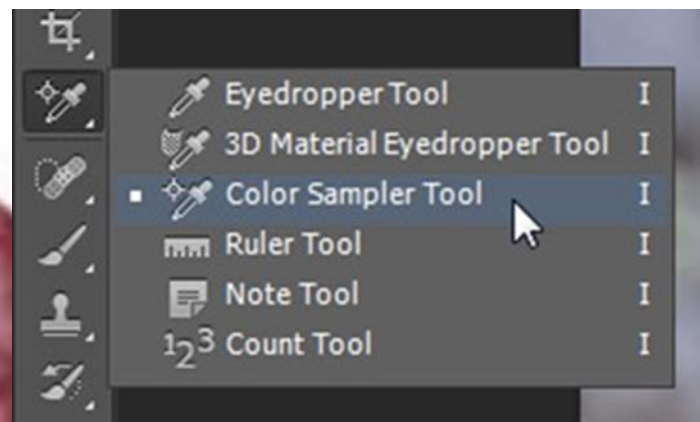 Eyedropper Tool I
3D Material Eyedropper Tool I
Color Sampler Tool I
Ruler Tool I
Note Tool I
123 Count Tool I